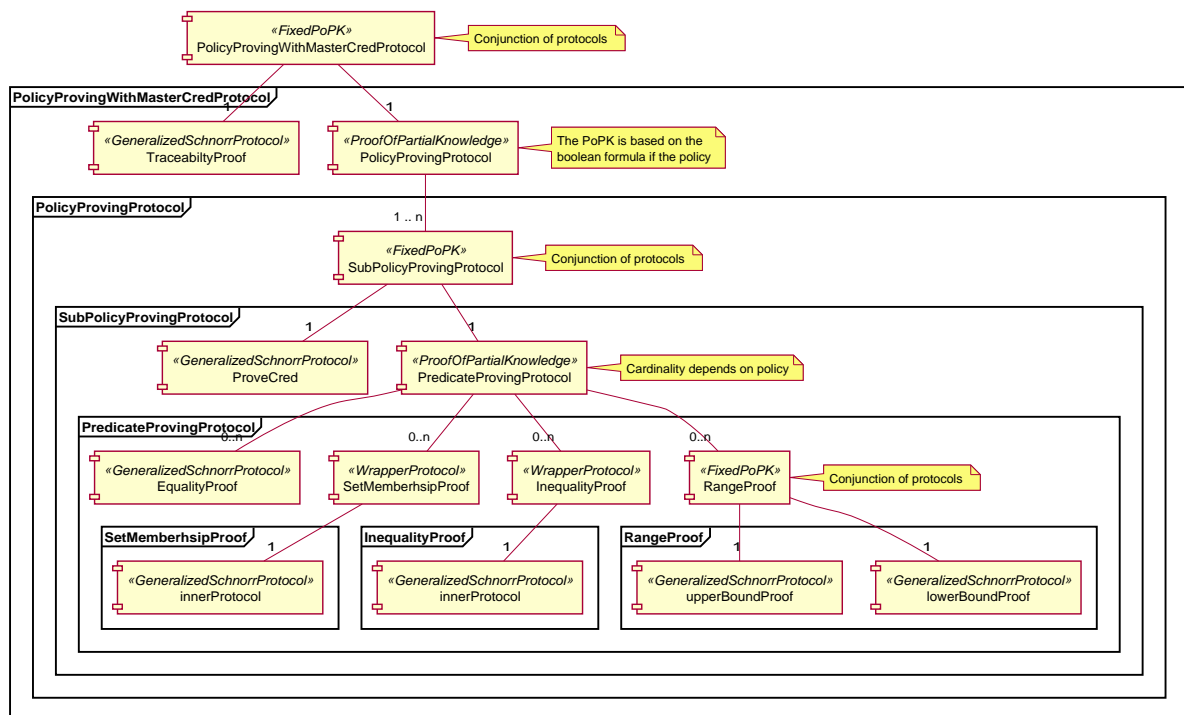 «FixedPoPK»
PolicyProvingWithMasterCredProtocol
Conjunction of protocols
PolicyProvingWithMasterCredProtocol
1
1
«GeneralizedSchnorrProtocol»
TraceabiltyProof
«ProofOfPartialKnowledge»
PolicyProvingProtocol
The PoPK is based on the
boolean formula if the policy
PolicyProvingProtocol
1 .. n
«FixedPoPK»
SubPolicyProvingProtocol
Conjunction of protocols
SubPolicyProvingProtocol
1
1
«GeneralizedSchnorrProtocol»
ProveCred
«ProofOfPartialKnowledge»
PredicateProvingProtocol
Cardinality depends on policy
PredicateProvingProtocol
0..n
0..n
0..n
0..n
«GeneralizedSchnorrProtocol»
EqualityProof
«WrapperProtocol»
SetMemberhsipProof
«WrapperProtocol»
InequalityProof
«FixedPoPK»
RangeProof
Conjunction of protocols
SetMemberhsipProof
1
InequalityProof
1
RangeProof
1
1
«GeneralizedSchnorrProtocol»
innerProtocol
«GeneralizedSchnorrProtocol»
innerProtocol
«GeneralizedSchnorrProtocol»
upperBoundProof
«GeneralizedSchnorrProtocol»
lowerBoundProof